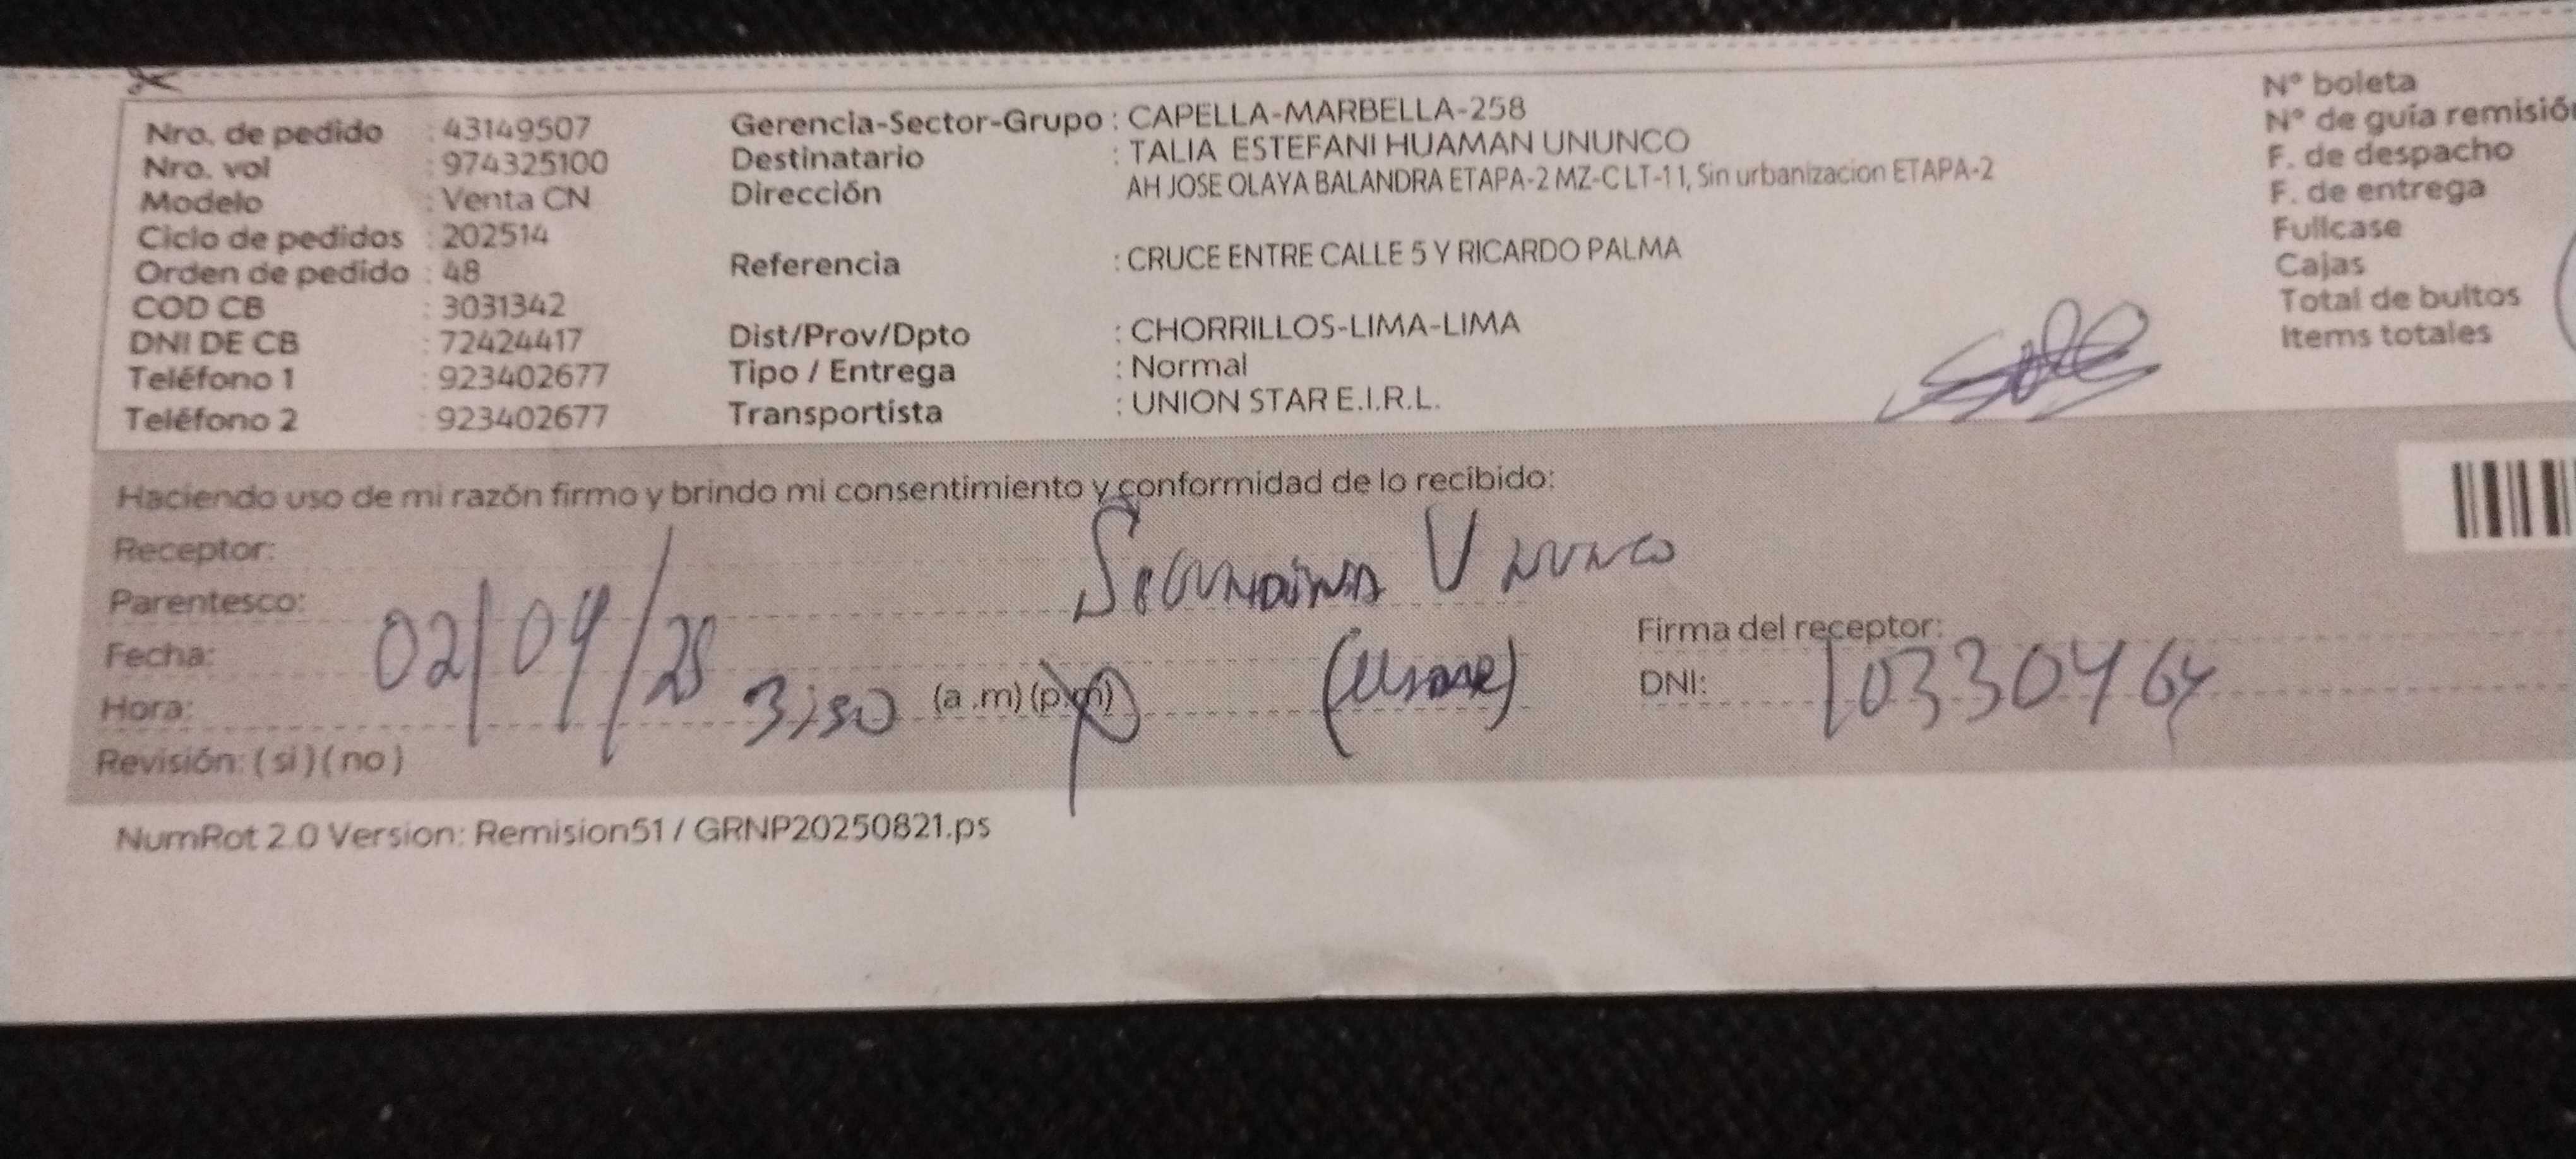 Nro. de pedido : 43149507
Nro. vol : 974325100
Modelo : Venta CN
Ciclo de pedidos : 202514
Orden de pedido : 48
COD CB : 3031342
DNI DE CB : 72424417
Teléfono 1 : 923402677
Teléfono 2 : 923402677
Gerencia-Sector-Grupo : CAPELLA-MARBELLA-258
Destinatario : TALIA ESTEFANI HUAMAN UNUNCO
Dirección AH JOSE OLAYA BALANDRA ETAPA-2 MZ-C LT-11, Sin urbanizacion ETAPA-2
Referencia : CRUCE ENTRE CALLE 5 Y RICARDO PALMA
Dist/Prov/Dpto : CHORRILLOS-LIMA-LIMA
Tipo / Entrega : Normal
Transportista : UNION STAR E.I.R.L.
N° boleta
N° de guía remisión
F. de despacho
F. de entrega
Fullcase
Cajas
Total de bultos
Items totales
Haciendo uso de mi razón firmo y brindo mi consentimiento y conformidad de lo recibido:
Receptor: Segundina Ununco
Parentesco:
Fecha: 02/09/25
Hora: 3:50 (a.m) (p.m)
Revisión: ( si ) ( no )
Firma del receptor:
DNI: 10330464
NumRot 2.0 Version: Remision51 / GRNP20250821.ps